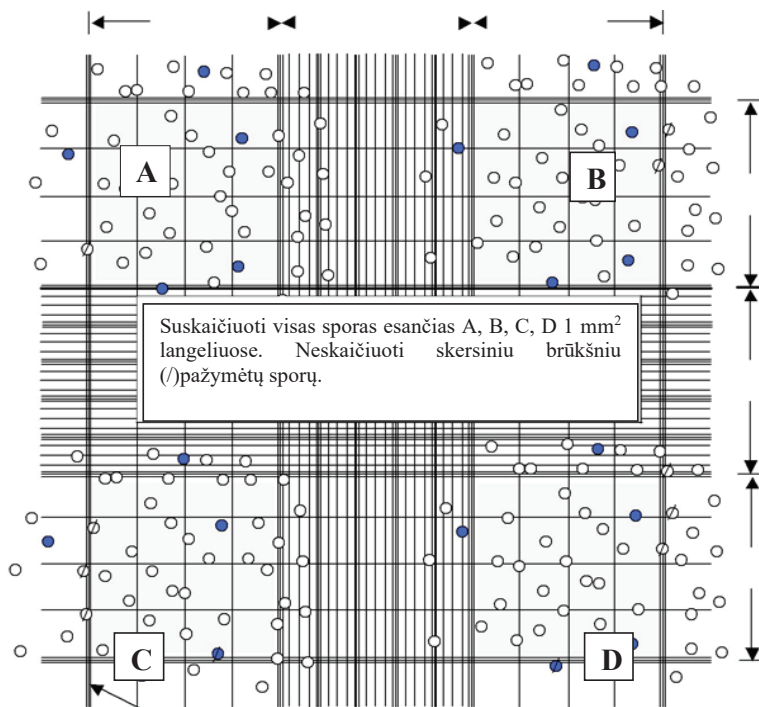 A
B
Suskaičiuoti visas sporas esančias A, B, C, D 1 mm²
langeliuose. Neskaičiuoti skersiniu brūkšniu
(/)pažymėtų sporų.
C
D